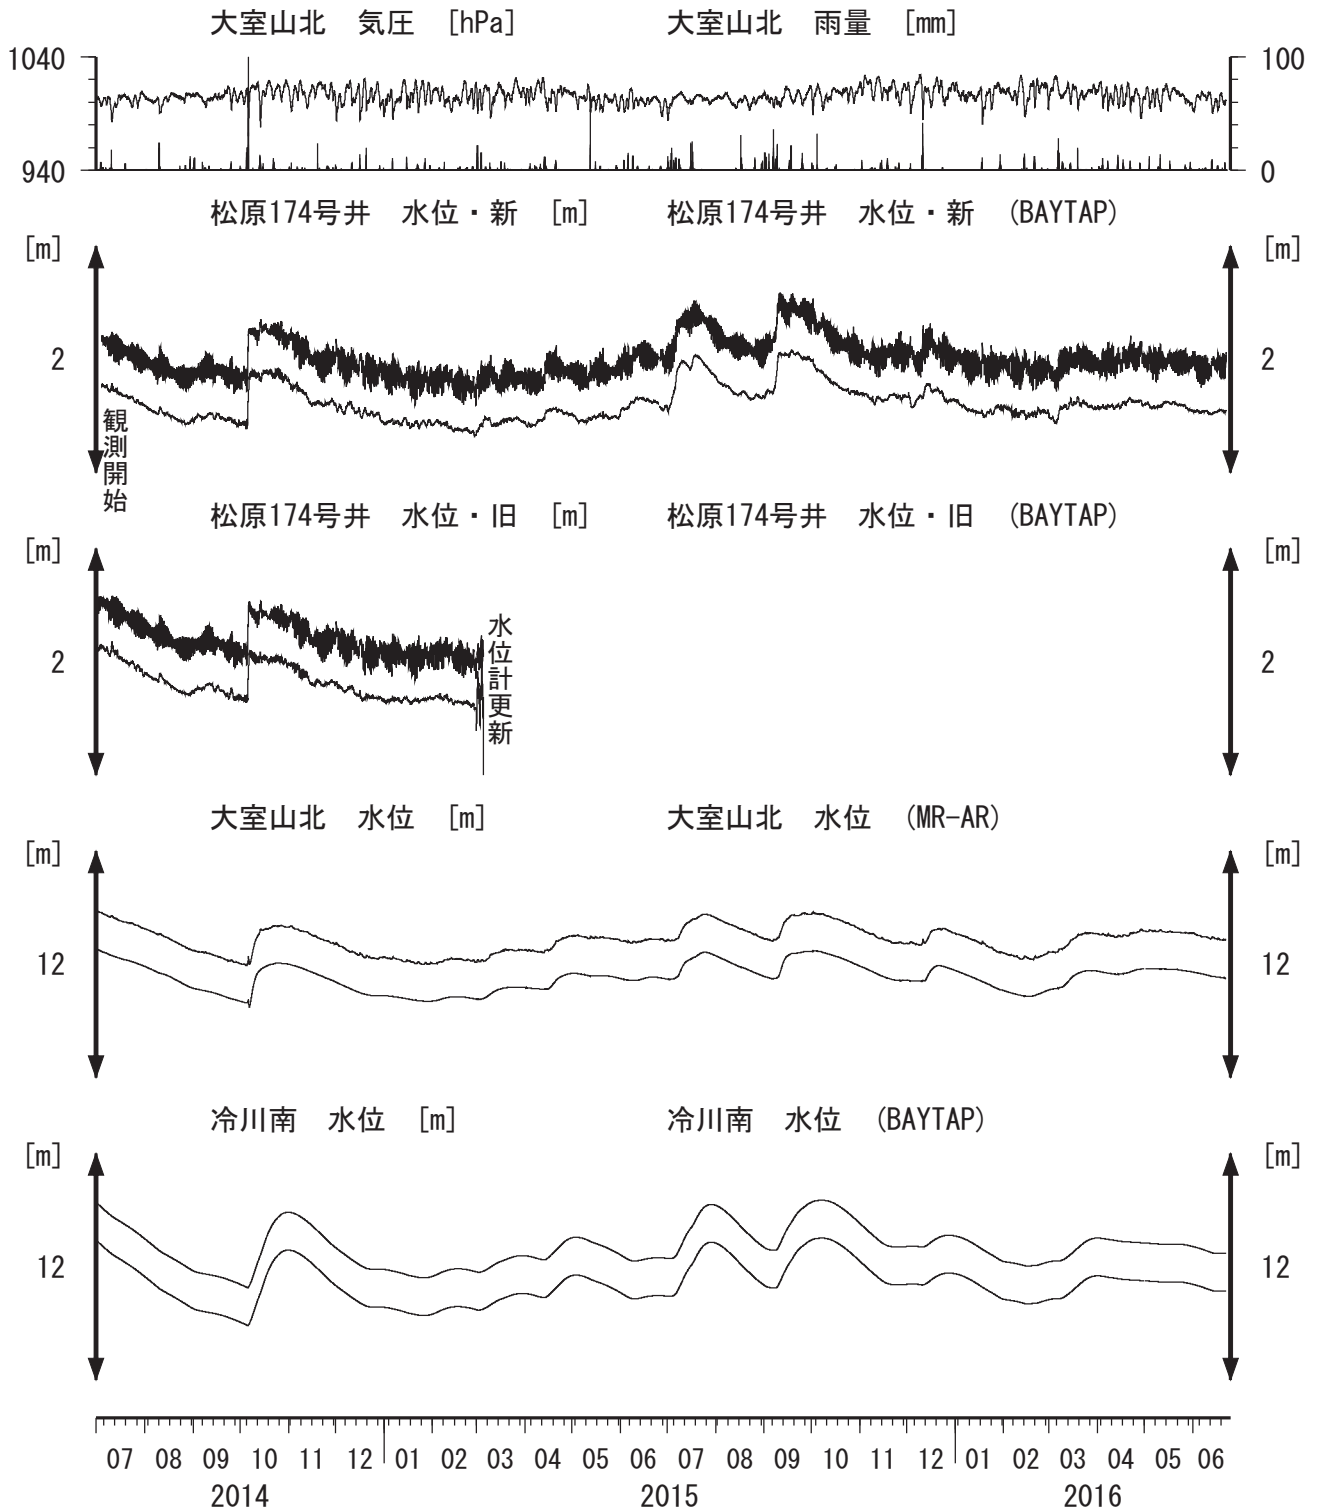 大室山北　気圧　[hPa]　大室山北　雨量　[mm]
1040　100
940　0
松原174号井　水位・新　[m]　松原174号井　水位・新　(BAYTAP)
[m]　[m]
2　2
観測開始
松原174号井　水位・旧　[m]　松原174号井　水位・旧　(BAYTAP)
[m]　[m]
2　2
水位計更新
大室山北　水位　[m]　大室山北　水位　(MR-AR)
[m]　[m]
12　12
冷川南　水位　[m]　冷川南　水位　(BAYTAP)
[m]　[m]
12　12
07 08 09 10 11 12 01 02 03 04 05 06 07 08 09 10 11 12 01 02 03 04 05 06
2014　2015　2016